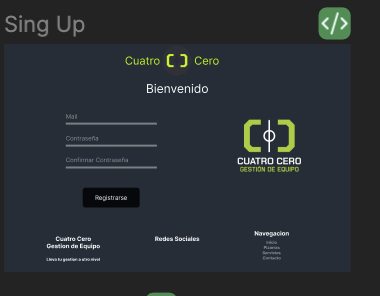 Sing Up
</>
Cuatro Cero
Bienvenido
Mail
Contraseña
Confirmar Contraseña
CUATRO CERO
GESTIÓN DE EQUIPO
Registrarse
Cuatro Cero
Gestion de Equipo
Lleva tu gestion a otro nivel
Redes Sociales
Navegacion
Inicio
Pizarras
Servicios
Contacto